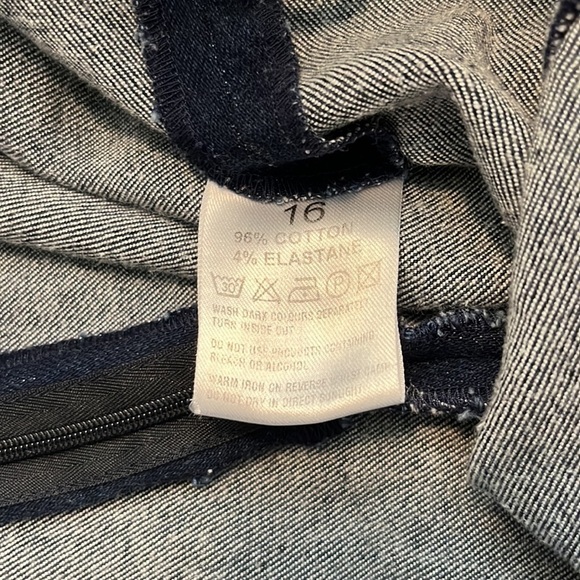 16
96% COTTON
4% ELASTANE
30°
P
WASH DARK COLOURS SEPARATELY
TURN INSIDE OUT
DO NOT USE PRODUCTS CONTAINING
BLEACH OR
WARM IRON ON REVERSE
DO NOT DRY IN DIRECT SUNLIGHT